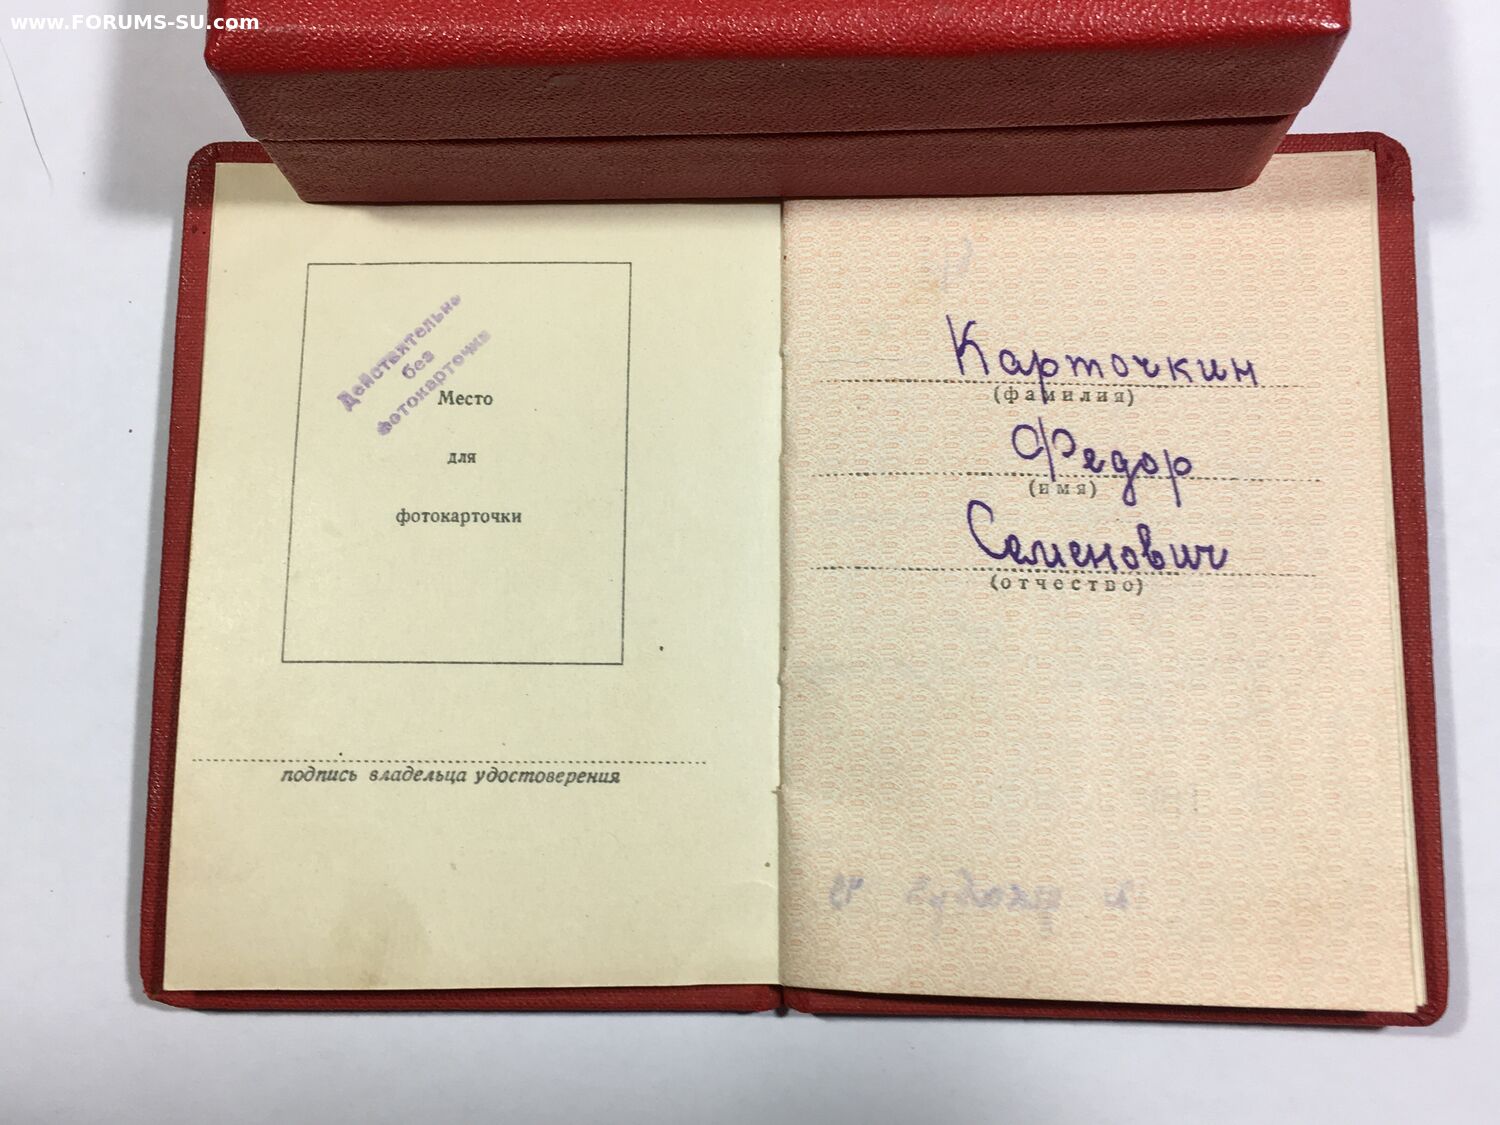 www.FORUMS-SU.com
Действительно
без
фотокарточки
Место
для
фотокарточки
подпись владельца удостоверения
Карточкин
(фамилия)
Федор
(имя)
Семенович
(отчество)